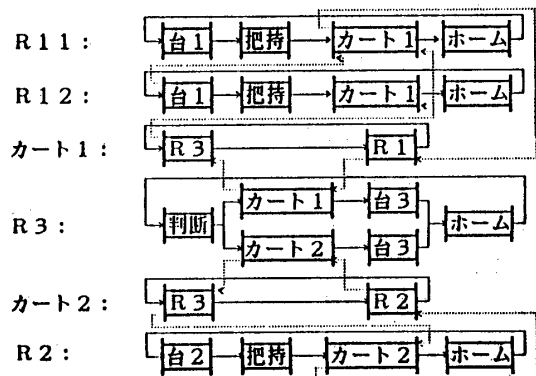 R11: 台1 把持 カート1 ホーム
R12: 台1 把持 カート1 ホーム
カート1: R3 R1
カート1 台3
R3: 判断 ホーム
カート2 台3
カート2: R3 R2
R2: 台2 把持 カート2 ホーム